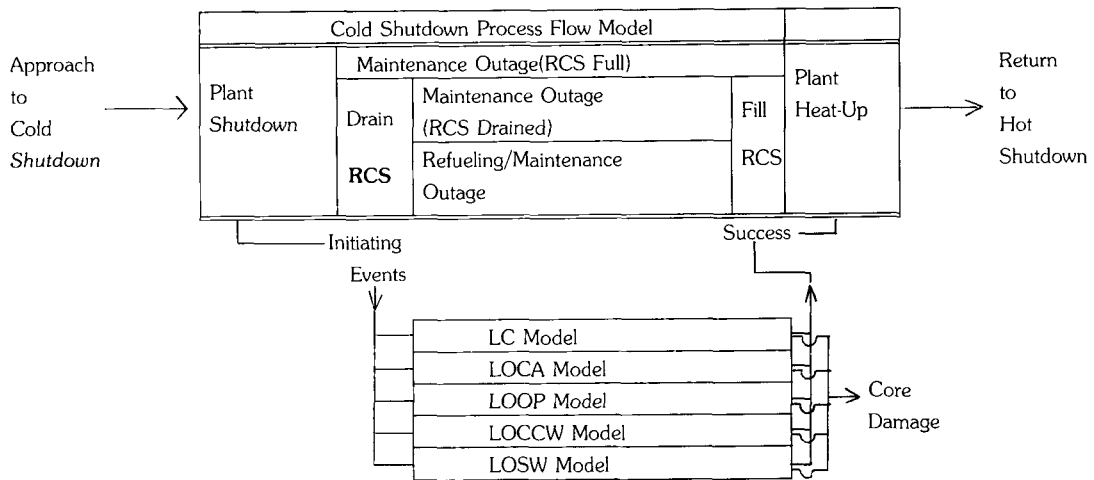 Cold Shutdown Process Flow Model
Approach
to
Cold
Shutdown
Plant
Shutdown
Maintenance Outage(RCS Full)
Drain
RCS
Maintenance Outage
(RCS Drained)
Refueling/Maintenance
Outage
Fill
RCS
Plant
Heat-Up
Return
to
Hot
Shutdown
Initiating
Events
Success
LC Model
LOCA Model
LOOP Model
LOCCW Model
LOSW Model
Core
Damage